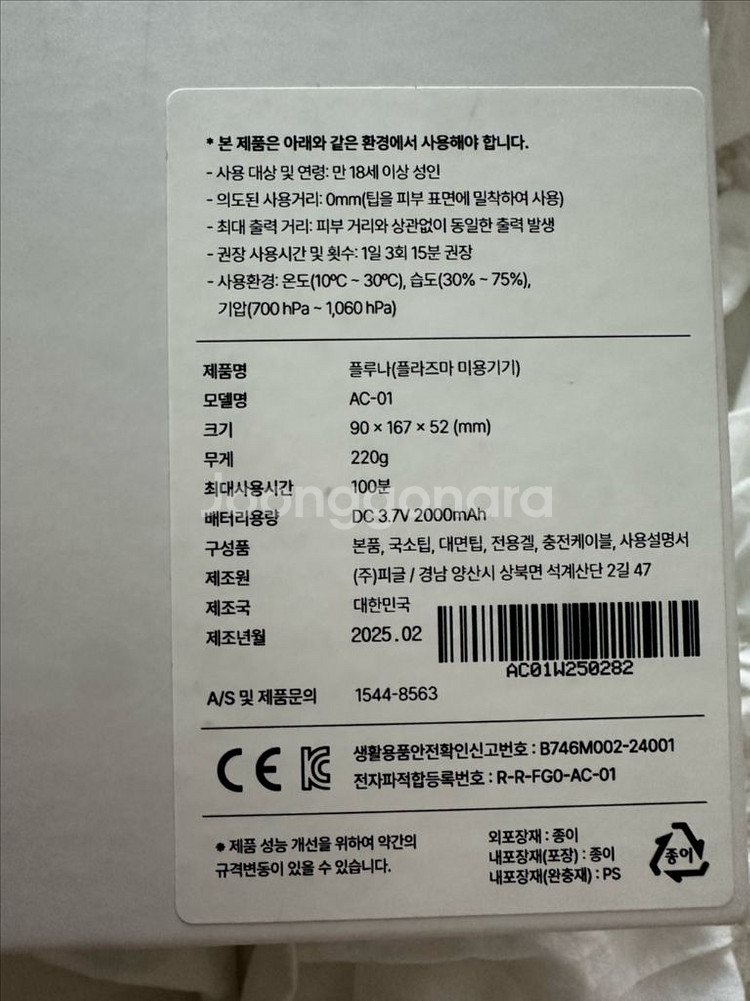 * 본 제품은 아래와 같은 환경에서 사용해야 합니다.
- 사용 대상 및 연령: 만 18세 이상 성인
- 의도된 사용거리: 0mm(팁을 피부 표면에 밀착하여 사용)
- 최대 출력 거리: 피부 거리와 상관없이 동일한 출력 발생
- 권장 사용시간 및 횟수: 1일 3회 15분 권장
- 사용환경: 온도(10ºC ~ 30ºC), 습도(30% ~ 75%),
기압(700 hPa ~ 1,060 hPa)
제품명 플루나(플라즈마 미용기기)
모델명 AC-01
크기 90 × 167 × 52 (mm)
무게 220g
최대사용시간 100분
Joonggonara
배터리용량 DC 3.7V 2000mAh
구성품 본품, 국소팁, 대면팁, 전용겔, 충전케이블, 사용설명서
제조원 (주)피글 / 경남 양산시 상북면 석계산단 2길 47
제조국 대한민국
제조년월 2025.02
AC01W250282
A/S 및 제품문의 1544-8563
CE KC 생활용품안전확인신고번호 : B746M002-24001
전자파적합등록번호 : R-R-FG0-AC-01
※ 제품 성능 개선을 위하여 약간의
규격변동이 있을 수 있습니다.
외포장재 : 종이
내포장재(포장) : 종이
내포장재(완충재) : PS
종이